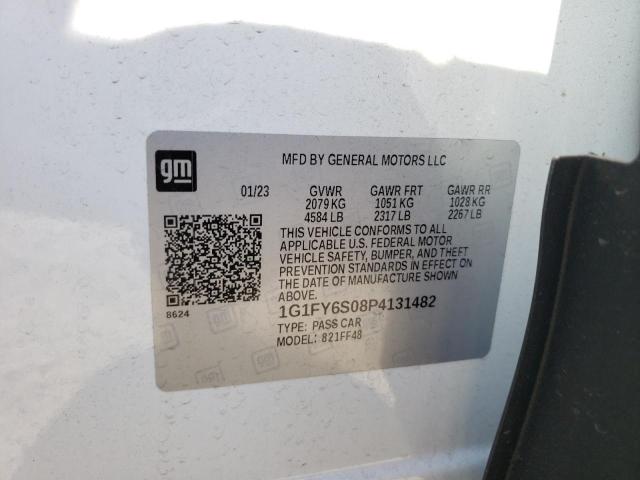 gm
MFD BY GENERAL MOTORS LLC
01/23 GVWR GAWR FRT GAWR RR
2079 KG 1051 KG 1028 KG
4584 LB 2317 LB 2267 LB
THIS VEHICLE CONFORMS TO ALL
APPLICABLE U.S. FEDERAL MOTOR
VEHICLE SAFETY, BUMPER, AND THEFT
PREVENTION STANDARDS IN EFFECT ON
THE DATE OF MANUFACTURE SHOWN
ABOVE.
8624
1G1FY6S08P4131482
TYPE: PASS CAR
MODEL: 821FF48